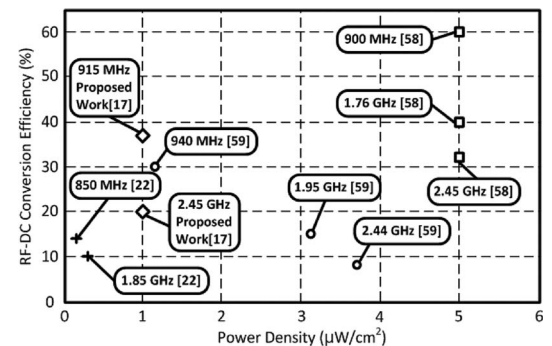 RF-DC Conversion Efficiency (%)
60
50
40
30
20
10
0
0
1
2
3
4
5
6
Power Density (μW/cm²)
915 MHz
Proposed
Work[17]
940 MHz [59]
850 MHz [22]
2.45 GHz
Proposed
Work[17]
1.85 GHz [22]
900 MHz [58]
1.76 GHz [58]
1.95 GHz [59]
2.45 GHz [58]
2.44 GHz [59]